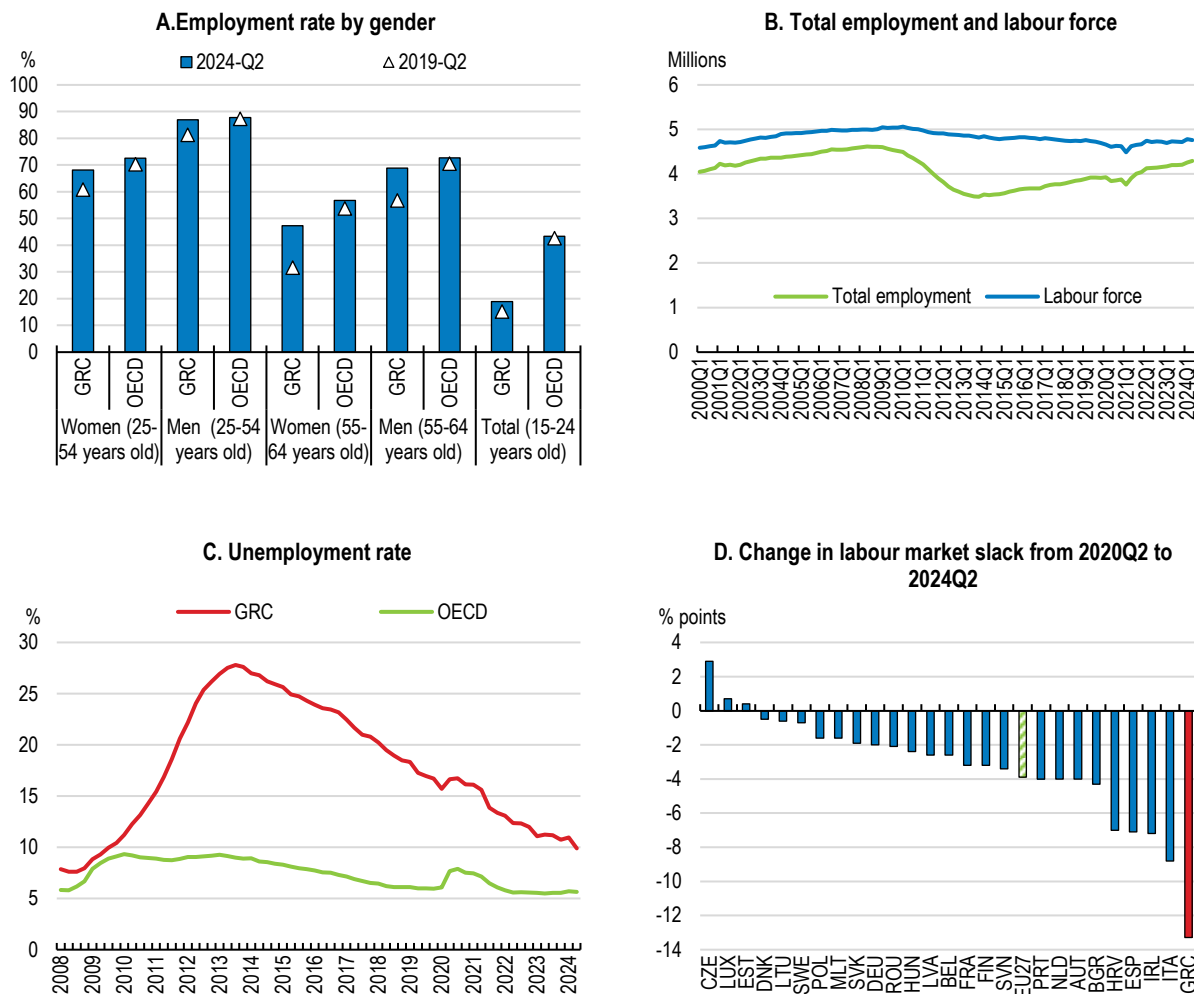 A.Employment rate by gender
%
2024-Q2
2019-Q2
100
90
80
70
60
50
40
30
20
10
0
GRC
OECD
GRC
OECD
GRC
OECD
GRC
OECD
GRC
OECD
Women (25-
54 years old)
Men (25-54
years old)
Women (55-
64 years old)
Men (55-64
years old)
Total (15-24
years old)
B. Total employment and labour force
Millions
6
5
4
3
2
1
0
Total employment
Labour force
2000Q1
2001Q1
2002Q1
2003Q1
2004Q1
2005Q1
2006Q1
2007Q1
2008Q1
2009Q1
2010Q1
2011Q1
2012Q1
2013Q1
2014Q1
2015Q1
2016Q1
2017Q1
2018Q1
2019Q1
2020Q1
2021Q1
2022Q1
2023Q1
2024Q1
C. Unemployment rate
%
GRC
OECD
30
25
20
15
10
5
0
2008
2009
2010
2011
2012
2013
2014
2015
2016
2017
2018
2019
2020
2021
2022
2023
2024
D. Change in labour market slack from 2020Q2 to
2024Q2
% points
4
2
0
-2
-4
-6
-8
-10
-12
-14
CZE
LUX
EST
DNK
LTU
SWE
POL
MLT
SVK
DEU
ROU
HUN
LVA
BEL
FRA
FIN
SVN
EU27
PRT
NLD
AUT
BGR
HRV
ESP
IRL
ITA
GRC